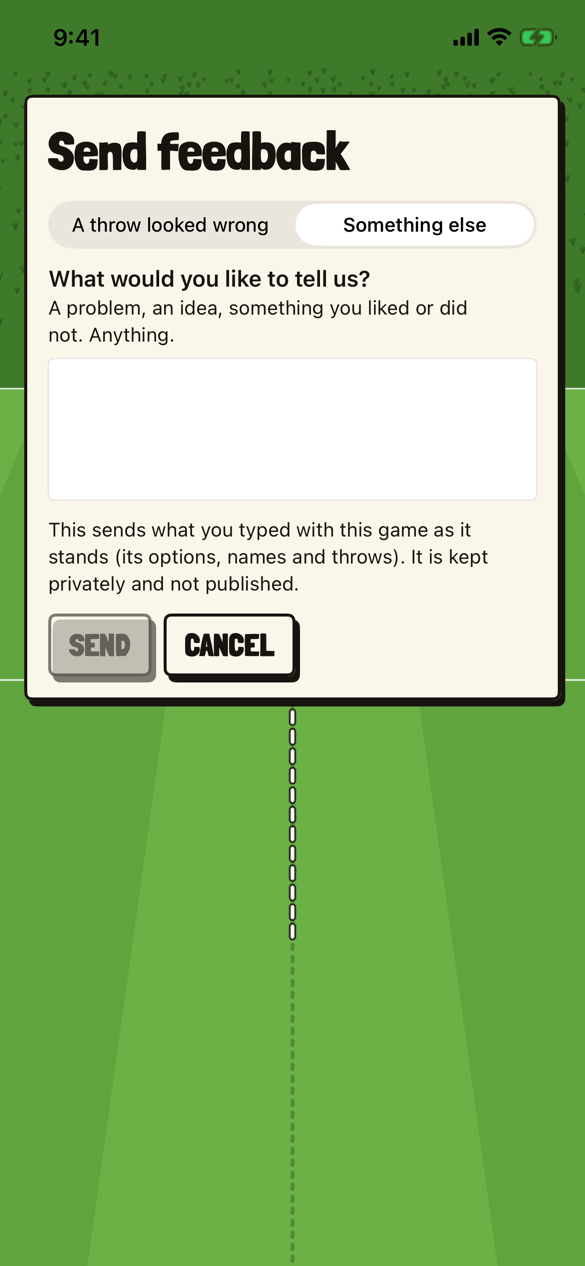 9:41
Send feedback
A throw looked wrong
Something else
What would you like to tell us?
A problem, an idea, something you liked or did
not. Anything.
This sends what you typed with this game as it
stands (its options, names and throws). It is kept
privately and not published.
SEND
CANCEL